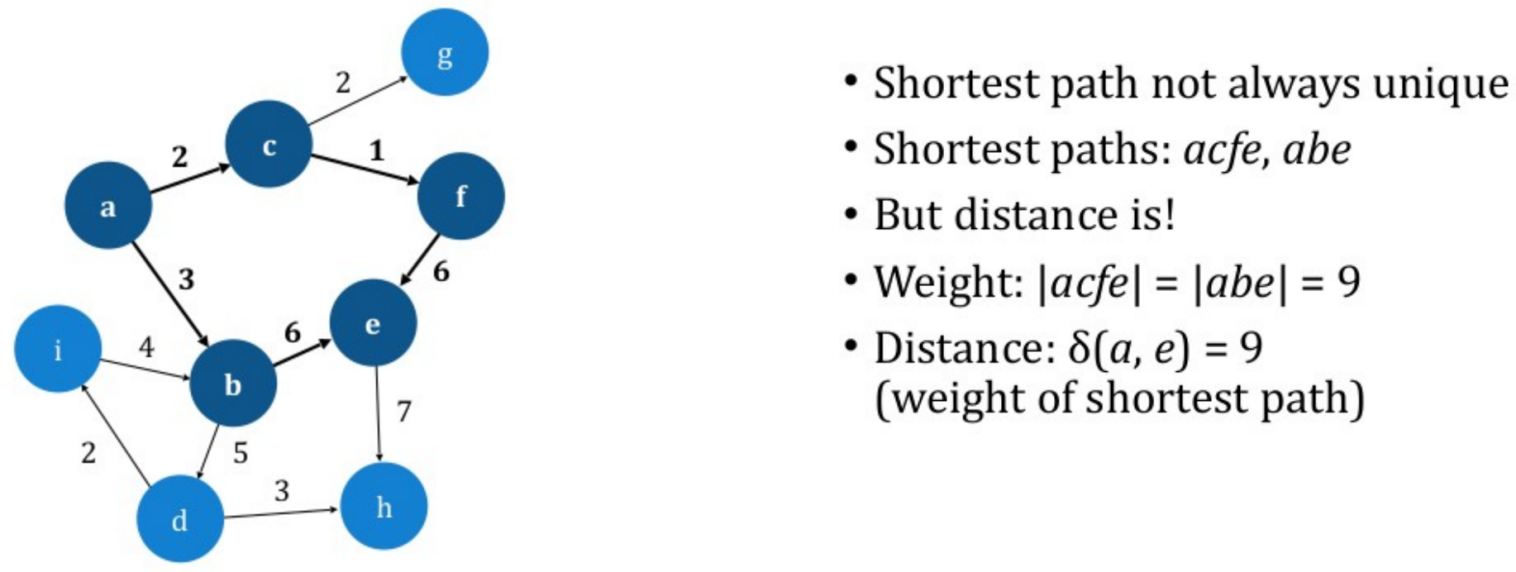 g
2
c
1
2
f
a
3
6
e
6
i
4
b
7
5
2
3
h
d
• Shortest path not always unique
• Shortest paths: acfe, abe
• But distance is!
• Weight: |acfe| = |abe| = 9
• Distance: δ(a, e) = 9
(weight of shortest path)